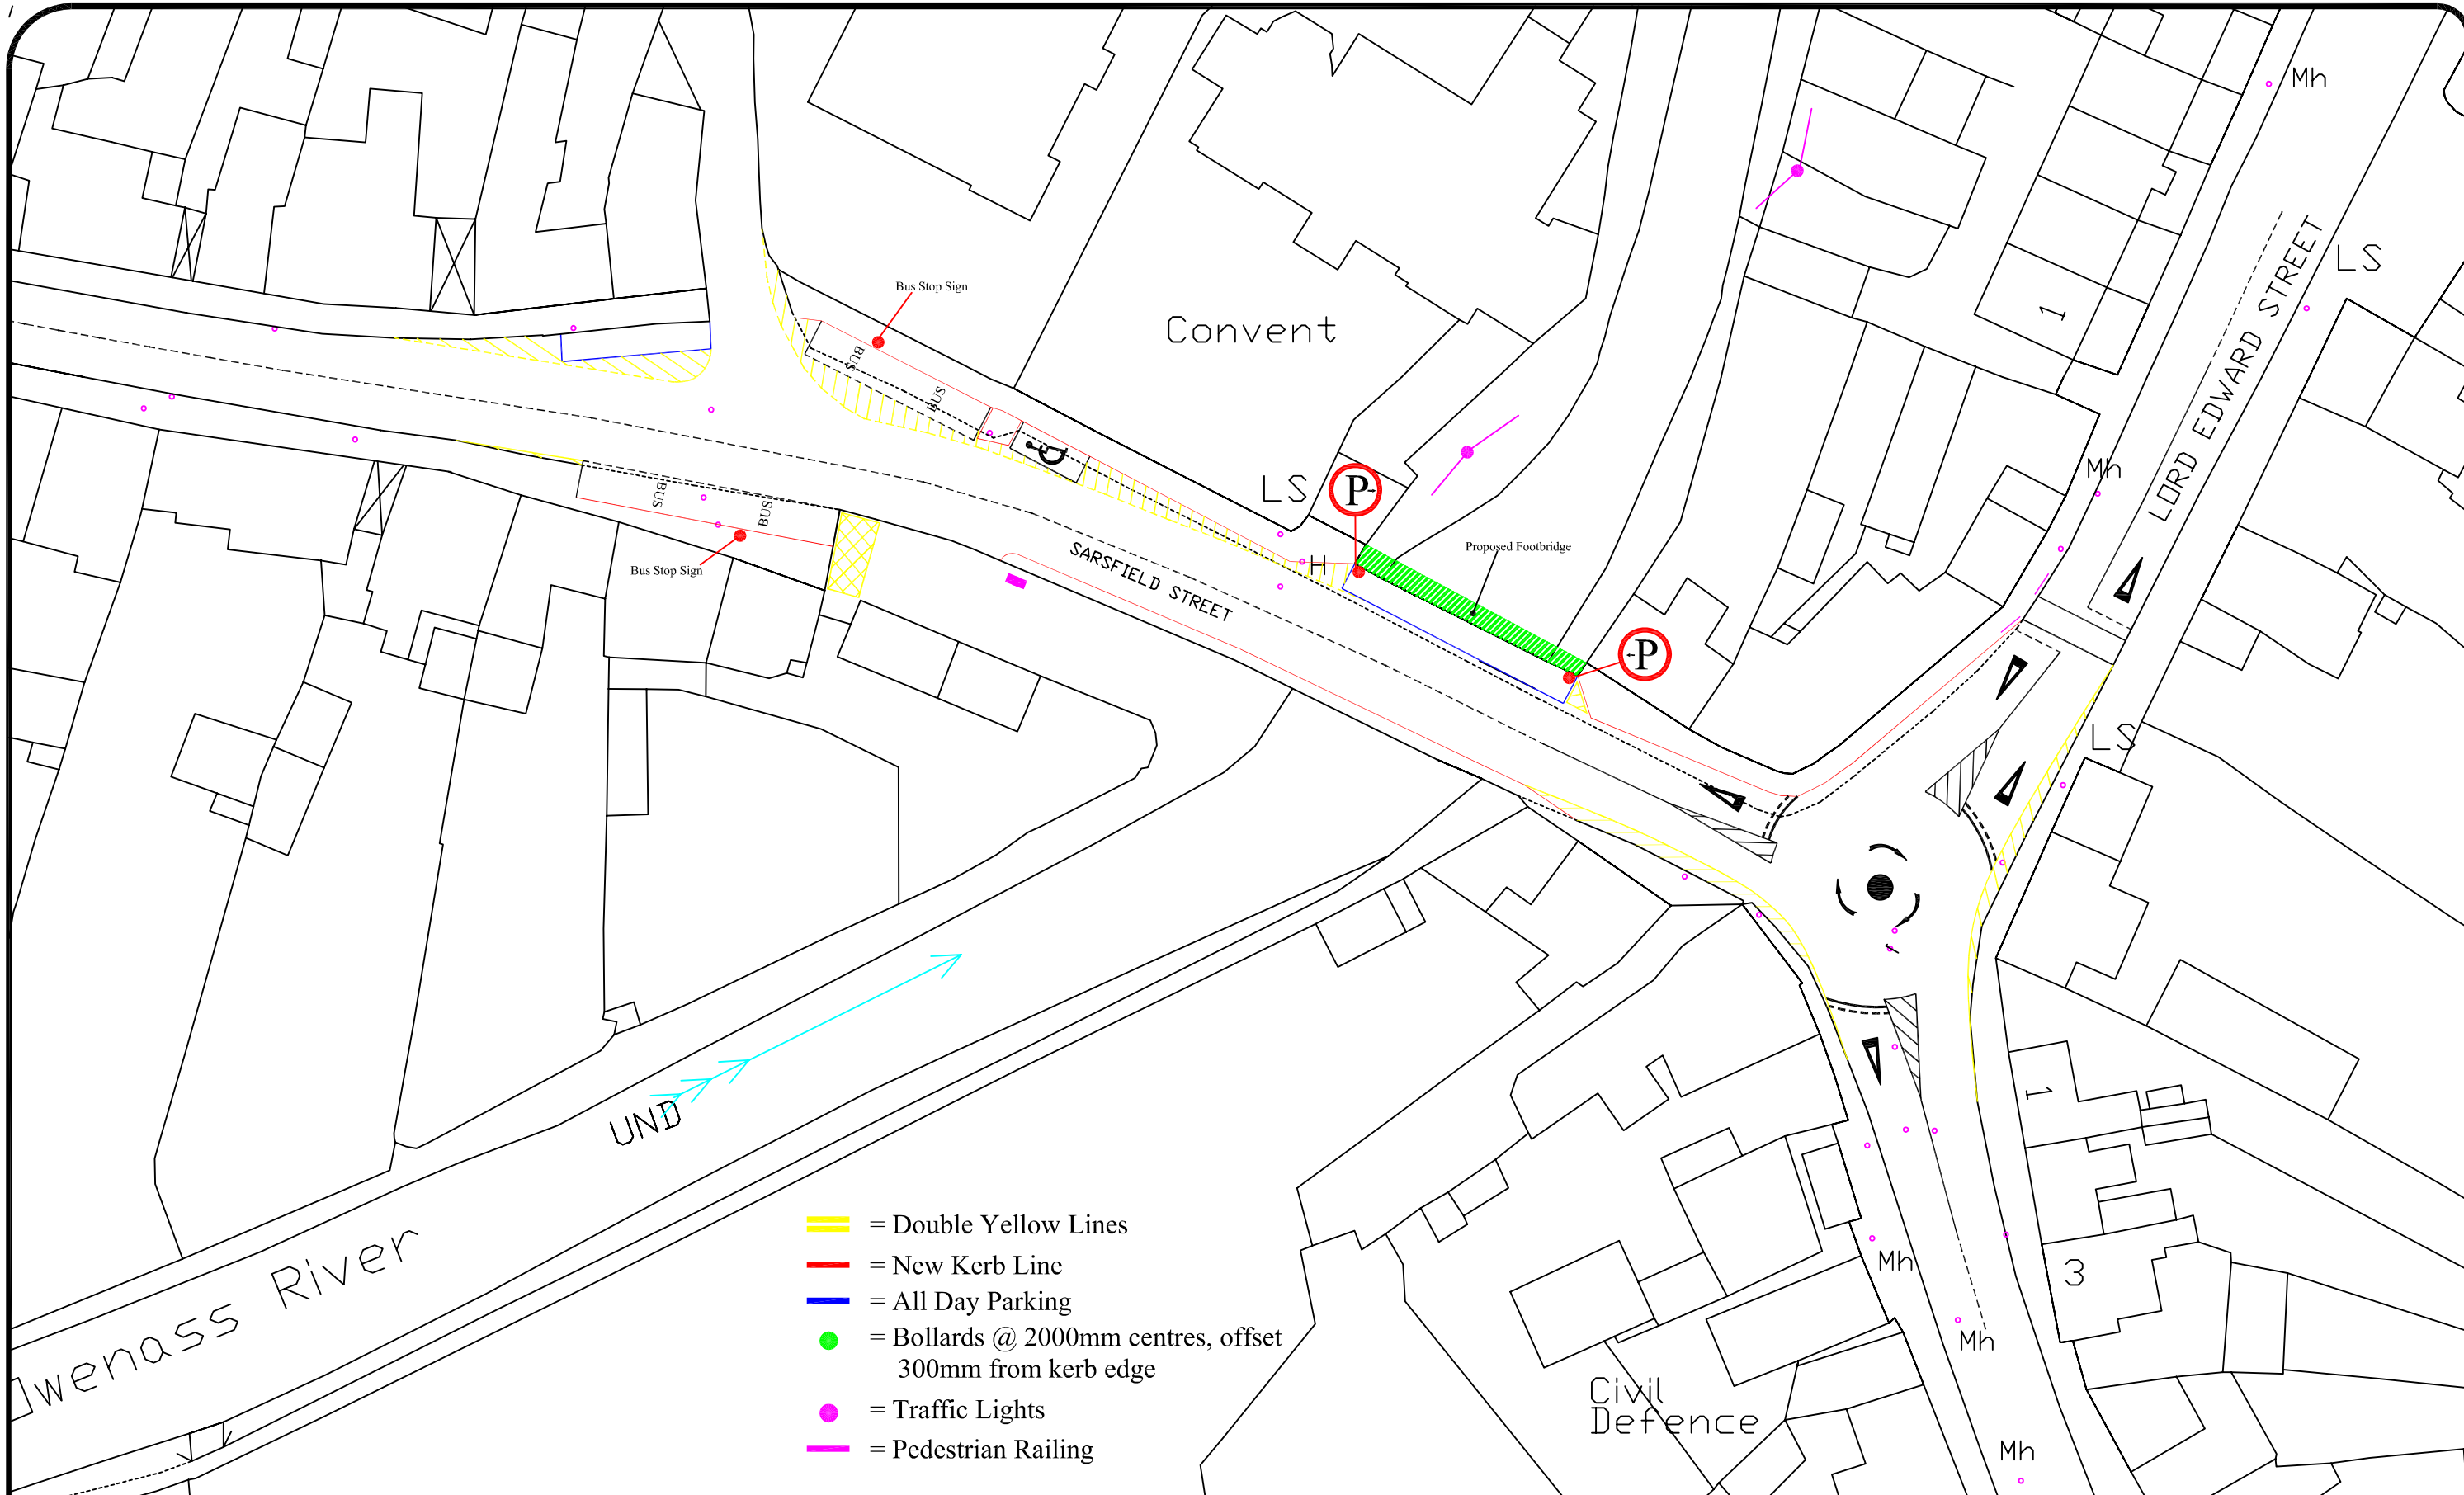 Mh
LS
LORD EDWARD STREET
Bus Stop Sign
1
Convent
BUS
BUS
Mh
LS
P
BUS
BUS
H
Proposed Footbridge
SARSFIELD STREET
Bus Stop Sign
P
LS
UND
1
= Double Yellow Lines
= New Kerb Line
= All Day Parking
= Bollards @ 2000mm centres, offset
300mm from kerb edge
= Traffic Lights
= Pedestrian Railing
wenass River
Mh
3
Mh
Civil
Defence
Mh